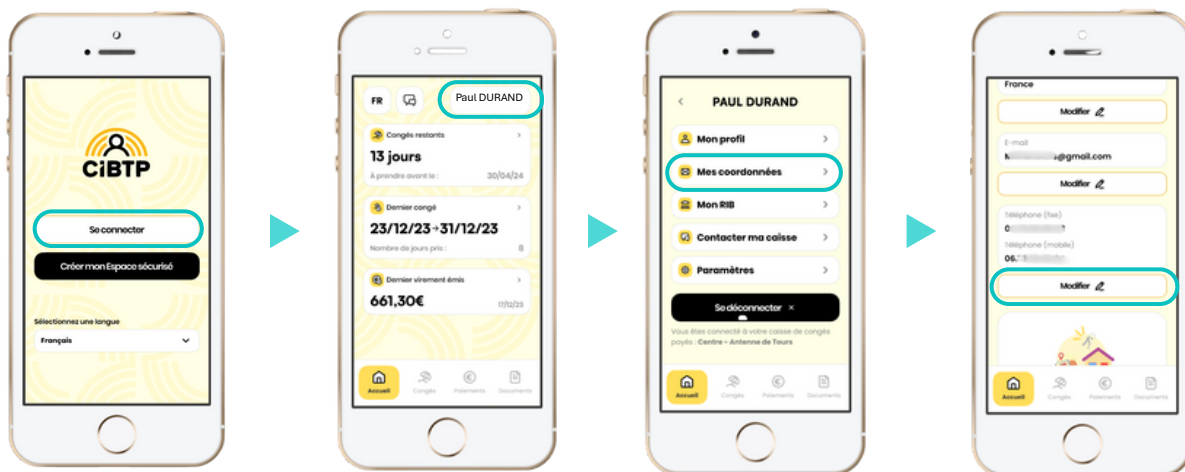 CiBTP
Se connecter
Créer mon Espace sécurisé
Sélectionnez une langue
Français
FR
Paul DURAND
Congés restants
13 jours
À prendre avant le :
30/04/24
Dernier congé
23/12/23→31/12/23
Nombre de jours pris :
8
Dernier virement émis
661,30€
17/12/23
Accueil
Congés
Paiements
Documents
PAUL DURAND
Mon profil
Mes coordonnées
Mon RIB
Contacter ma caisse
Paramètres
Se déconnecter ×
Vous êtes connecté à votre caisse de congés
payés : Centre - Antenne de Tours
Accueil
Congés
Paiements
Documents
France
Modifier
E-mail
@gmail.com
Modifier
Téléphone (fixe)
0
Téléphone (mobile)
06.
Modifier
Accueil
Congés
Paiements
Documents